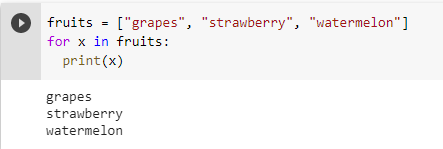 fruits = ["grapes", "strawberry", "watermelon"]
for x in fruits:
  print(x)
grapes
strawberry
watermelon